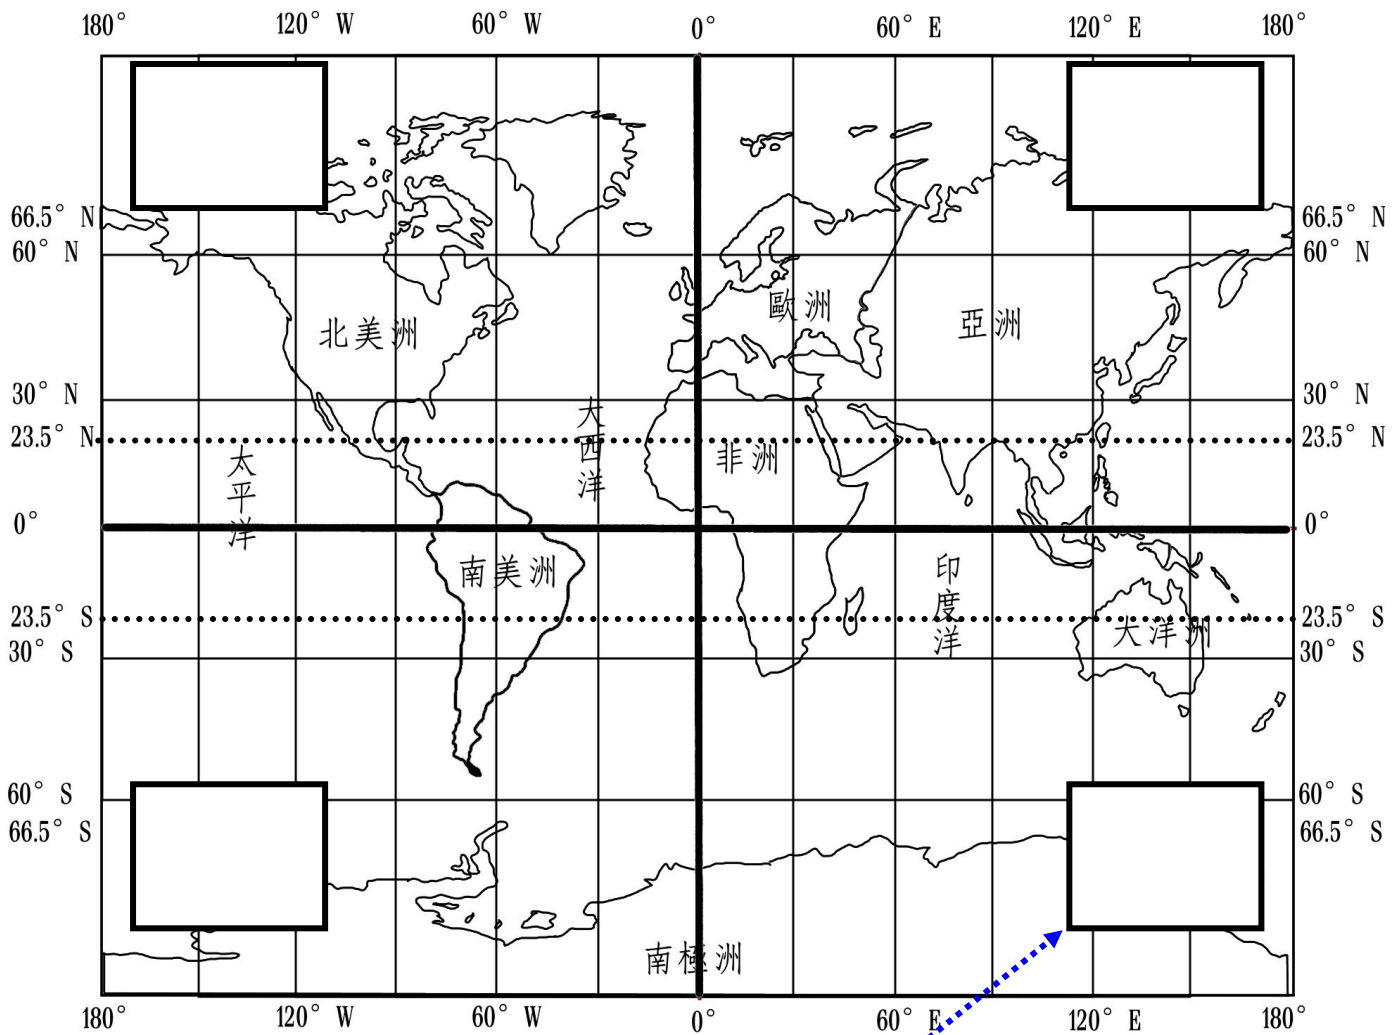 180° 120° W 60° W 0° 60° E 120° E 180°
66.5° N 66.5° N
60° N 60° N
歐洲
北美洲 亞洲
30° N 30° N
大西洋
23.5° N 23.5° N
太平洋
非洲
0° 0°
南美洲
印度洋
23.5° S 23.5° S
大洋洲
30° S 30° S
60° S 60° S
66.5° S 66.5° S
南極洲
180° 120° W 60° W 0° 60° E 120° E 180°